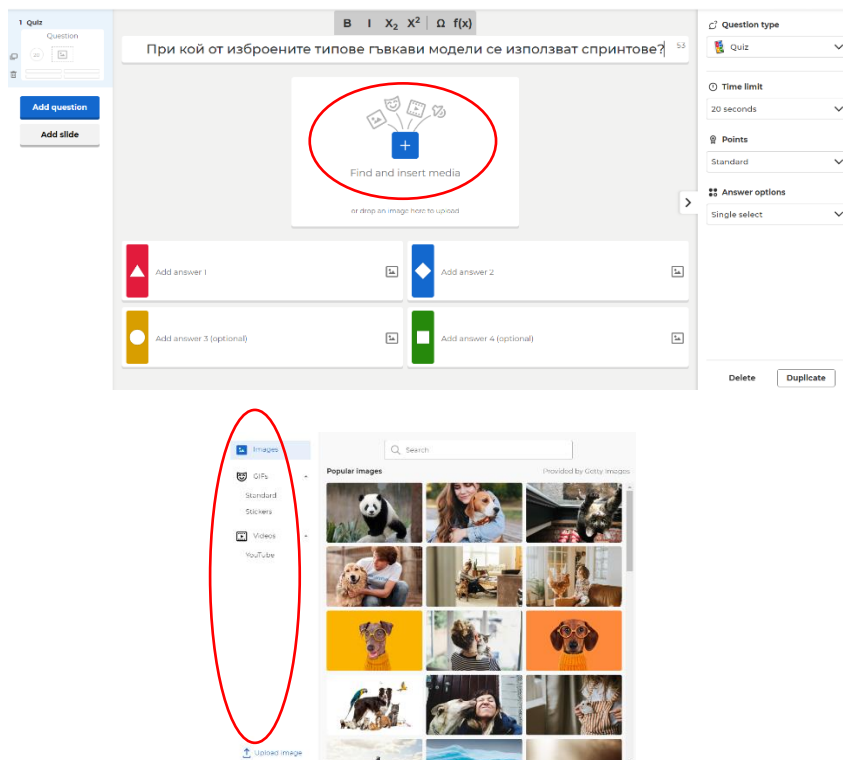 1 Quiz
Question
20
Add question
Add slide
B I X₂ X² Ω f(x)
При кой от изброените типове гъвкави модели се използват спринтове?
53
Find and insert media
or drop an image here to upload
Add answer 1
Add answer 2
Add answer 3 (optional)
Add answer 4 (optional)
Question type
Quiz
Time limit
20 seconds
Points
Standard
Answer options
Single select
Delete
Duplicate
Images
GIFs
Standard
Stickers
Videos
YouTube
Upload image
Search
Popular images
Provided by Getty Images